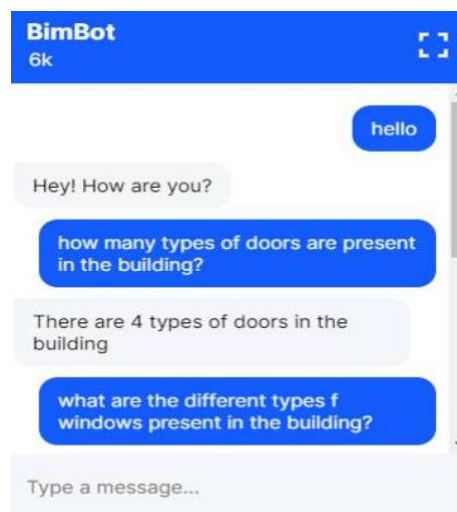 BimBot
6k
hello
Hey! How are you?
how many types of doors are present
in the building?
There are 4 types of doors in the
building
what are the different types f
windows present in the building?
Type a message...